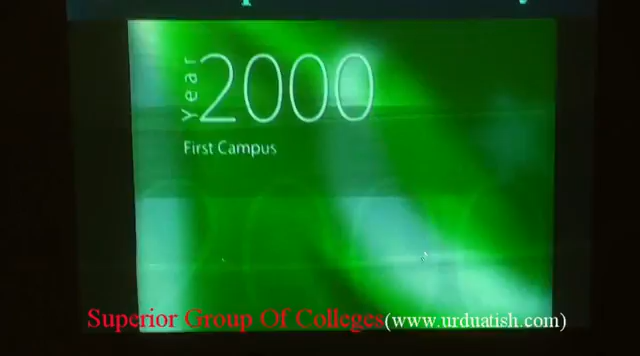 Year 2000
First Campus
Superior Group Of Colleges(www.urduatish.com)